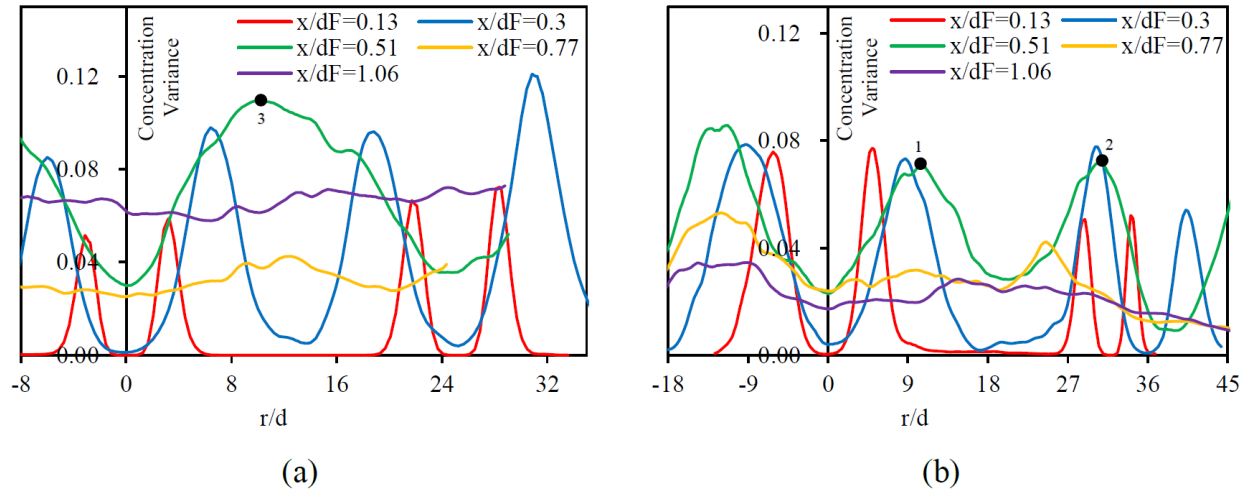 x/dF=0.13 x/dF=0.3
x/dF=0.51 x/dF=0.77
x/dF=1.06
Concentration
Variance
0.12
0.08
0.04
0.00
3
-8 0 8 16 24 32
r/d
(a)
x/dF=0.13 x/dF=0.3
x/dF=0.51 x/dF=0.77
x/dF=1.06
Concentration
Variance
0.12
0.08
0.04
0.00
1 2
-18 -9 0 9 18 27 36 45
r/d
(b)